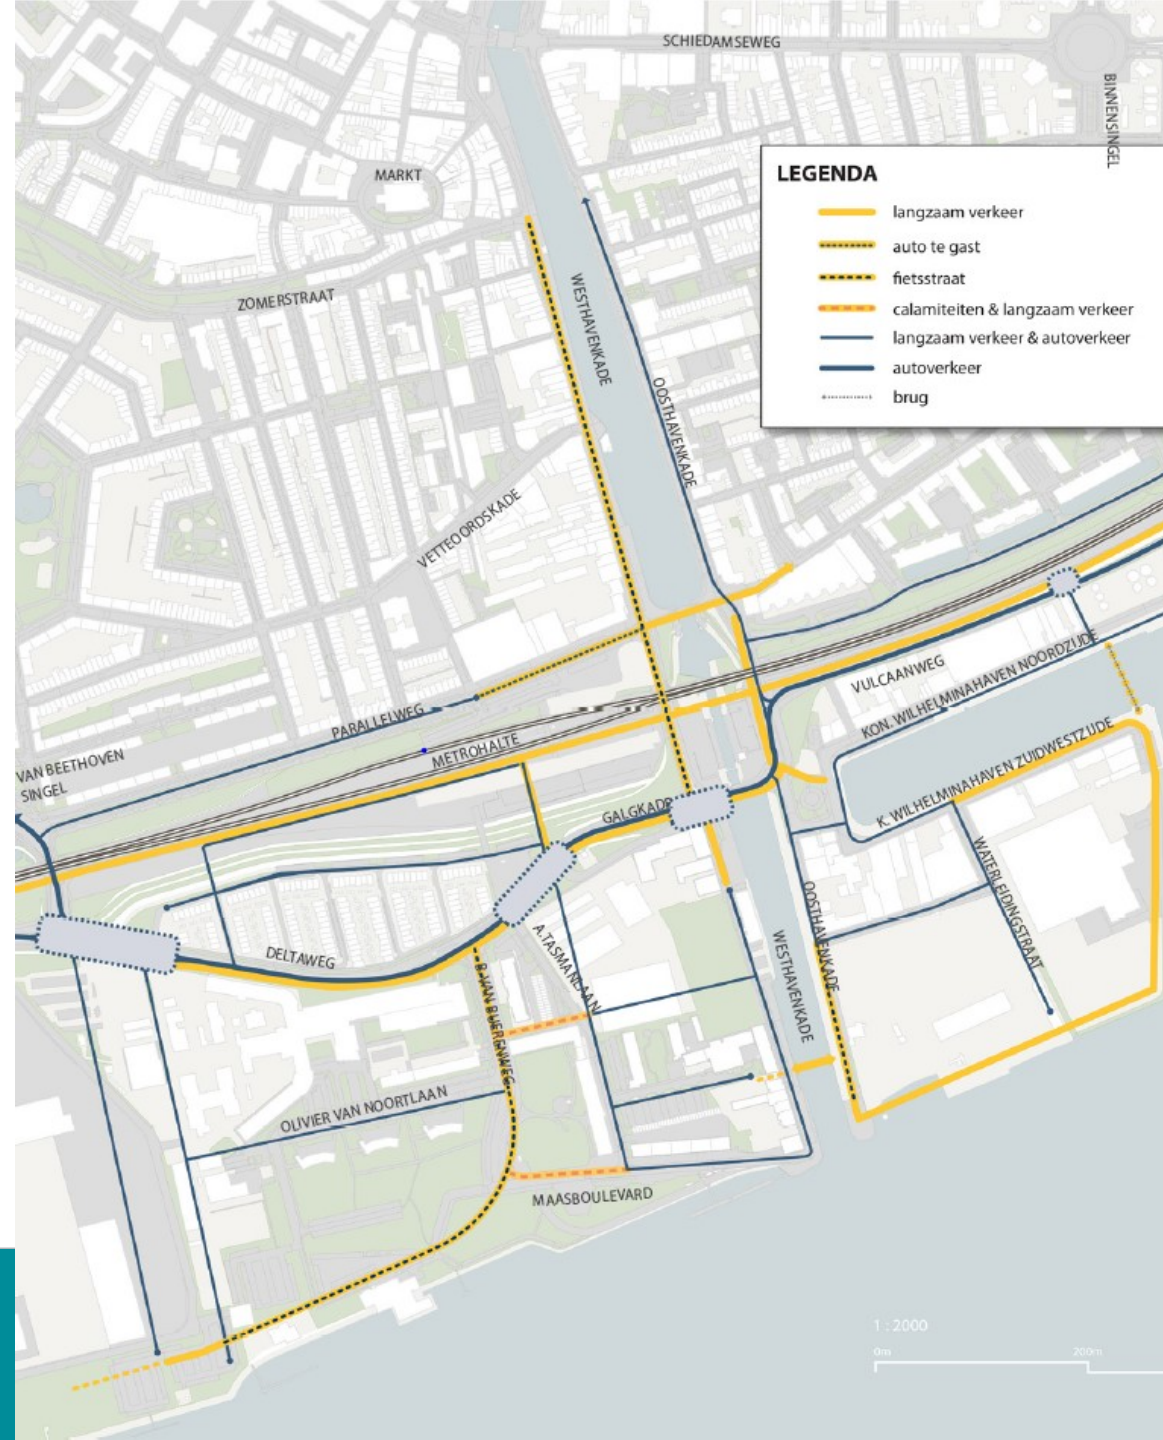 SCHIEDAMSEWEG
BINNENSINGEL
MARKT
LEGENDA
langzaam verkeer
auto te gast
fietsstraat
calamiteiten & langzaam verkeer
langzaam verkeer & autoverkeer
autoverkeer
brug
ZOMERSTRAAT
WESTHAVENKADE
OOSTHAVENKADE
VETTEOORDSKADE
PARALLELWEG
METROHALTE
VAN BEETHOVEN
SINGEL
VULCAANWEG
KON. WILHELMINAHAVEN NOORDZIJDE
K. WILHELMINAHAVEN ZUIDWESTZIJDE
GALGKADE
WATERLEIDINGSTRAAT
OOSTHAVENKADE
WESTHAVENKADE
DELTAWEG
A.TASMANLAAN
B. VAN BUERENWEG
OLIVIER VAN NOORTLAAN
MAASBOULEVARD
1 : 2000
0m
200m